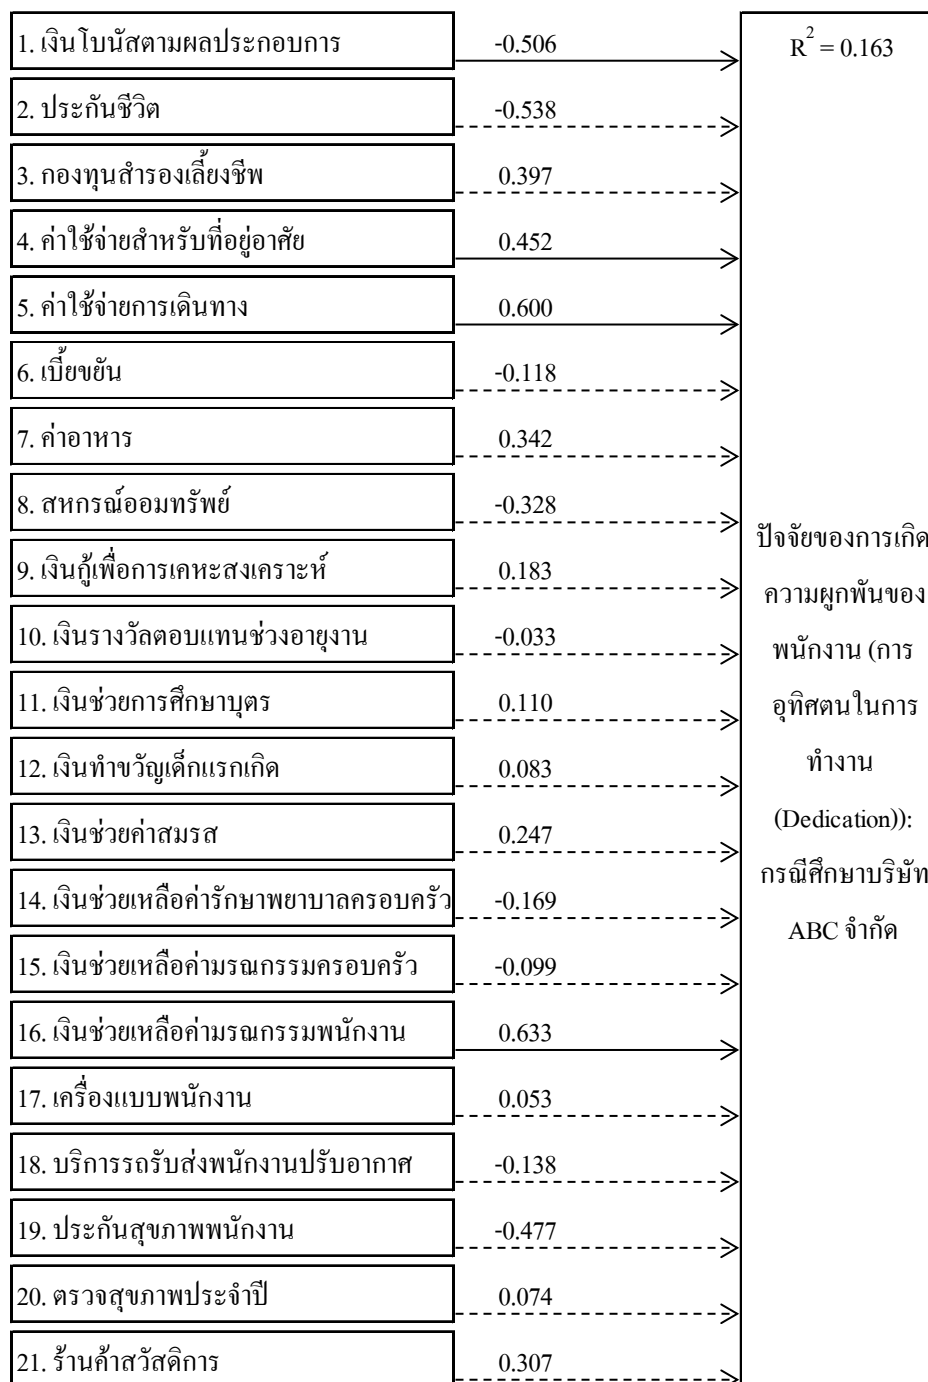 1. เงินโบนัสตามผลประกอบการ -0.506
R² = 0.163
2. ประกันชีวิต -0.538
3. กองทุนสำรองเลี้ยงชีพ 0.397
4. ค่าใช้จ่ายสำหรับที่อยู่อาศัย 0.452
5. ค่าใช้จ่ายการเดินทาง 0.600
6. เบี้ยขยัน -0.118
7. ค่าอาหาร 0.342
8. สหกรณ์ออมทรัพย์ -0.328
9. เงินกู้เพื่อการเคหะสงเคราะห์ 0.183
10. เงินรางวัลตอบแทนช่วงอายุงาน -0.033
11. เงินช่วยการศึกษาบุตร 0.110
12. เงินทำขวัญเด็กแรกเกิด 0.083
13. เงินช่วยค่าสมรส 0.247
14. เงินช่วยเหลือค่ารักษาพยาบาลครอบครัว -0.169
15. เงินช่วยเหลือค่ามรณกรรมครอบครัว -0.099
16. เงินช่วยเหลือค่ามรณกรรมพนักงาน 0.633
17. เครื่องแบบพนักงาน 0.053
18. บริการรถรับส่งพนักงานปรับอากาศ -0.138
19. ประกันสุขภาพพนักงาน -0.477
20. ตรวจสุขภาพประจำปี 0.074
21. ร้านค้าสวัสดิการ 0.307
ปัจจัยของการเกิด
ความผูกพันของ
พนักงาน (การ
อุทิศตนในการ
ทำงาน
(Dedication)):
กรณีศึกษาบริษัท
ABC จำกัด